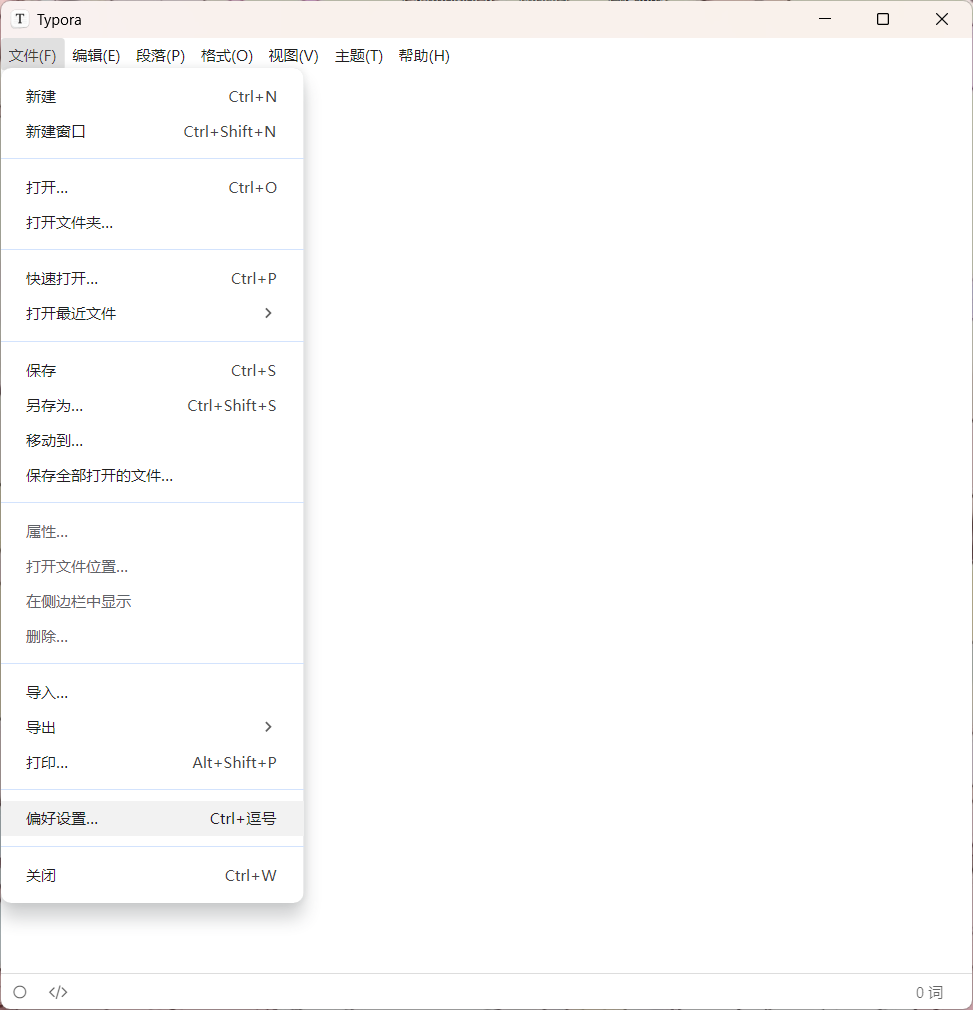 T Typora
文件(F) 编辑(E) 段落(P) 格式(O) 视图(V) 主题(T) 帮助(H)
新建 Ctrl+N
新建窗口 Ctrl+Shift+N
打开... Ctrl+O
打开文件夹...
快速打开... Ctrl+P
打开最近文件
保存 Ctrl+S
另存为... Ctrl+Shift+S
移动到...
保存全部打开的文件...
属性...
打开文件位置...
在侧边栏中显示
删除...
导入...
导出
打印... Alt+Shift+P
偏好设置... Ctrl+逗号
关闭 Ctrl+W
</> 0 词